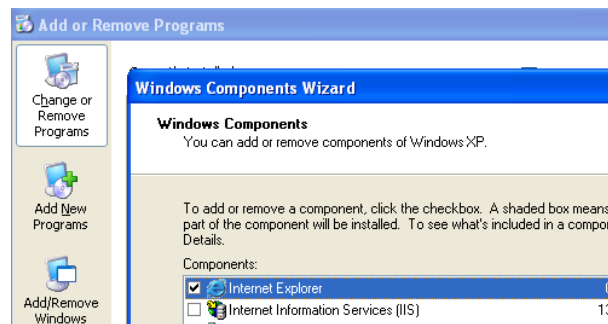 Add or Remove Programs
Change or
Remove
Programs
Add New
Programs
Add/Remove
Windows
Windows Components Wizard
Windows Components
You can add or remove components of Windows XP.
To add or remove a component, click the checkbox. A shaded box means
part of the component will be installed. To see what's included in a compo
Details.
Components:
Internet Explorer
Internet Information Services (IIS)